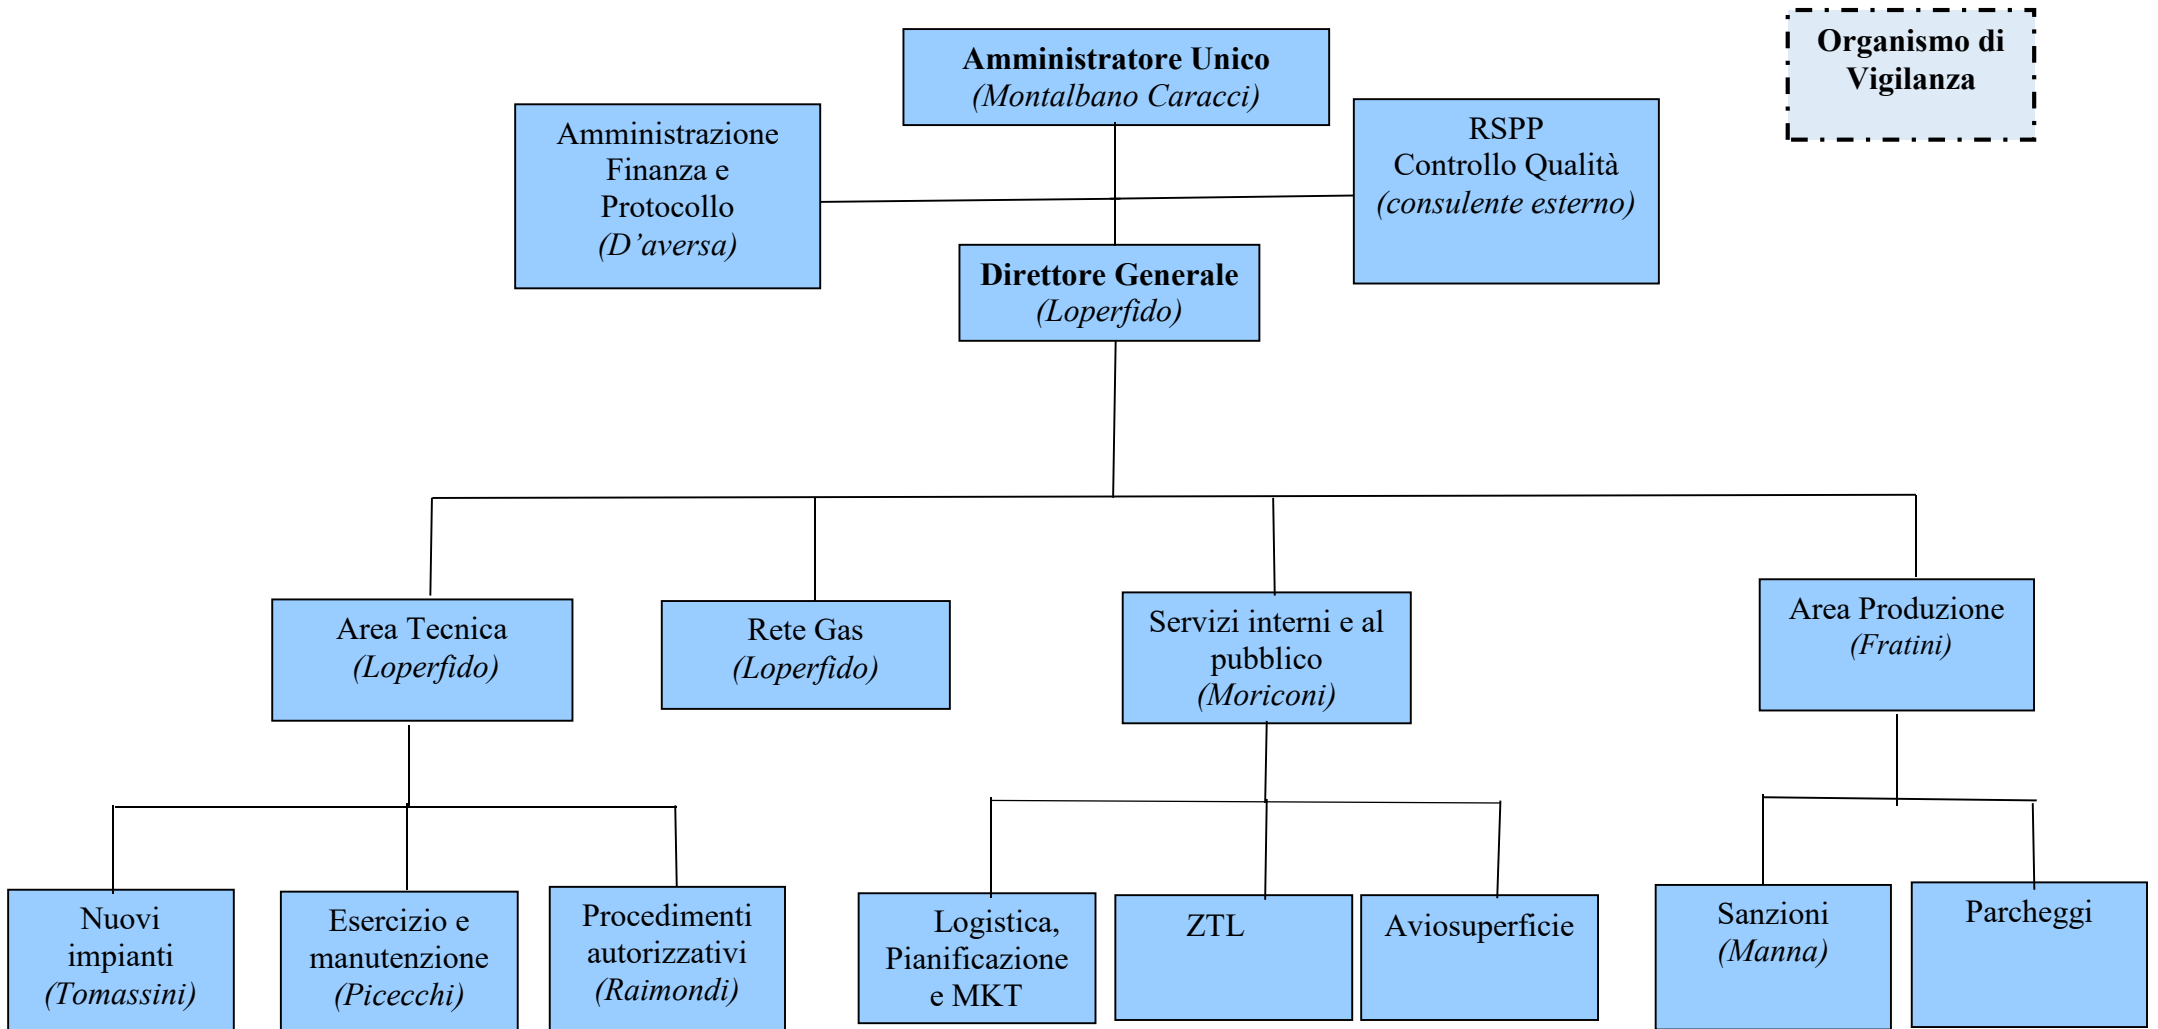 Organismo di
Vigilanza
Amministratore Unico
(Montalbano Caracci)
Amministrazione
Finanza e
Protocollo
(D’aversa)
RSPP
Controllo Qualità
(consulente esterno)
Direttore Generale
(Loperfido)
Area Tecnica
(Loperfido)
Rete Gas
(Loperfido)
Servizi interni e al
pubblico
(Moriconi)
Area Produzione
(Fratini)
Nuovi
impianti
(Tomassini)
Esercizio e
manutenzione
(Picecchi)
Procedimenti
autorizzativi
(Raimondi)
Logistica,
Pianificazione
e MKT
ZTL
Aviosuperficie
Sanzioni
(Manna)
Parcheggi